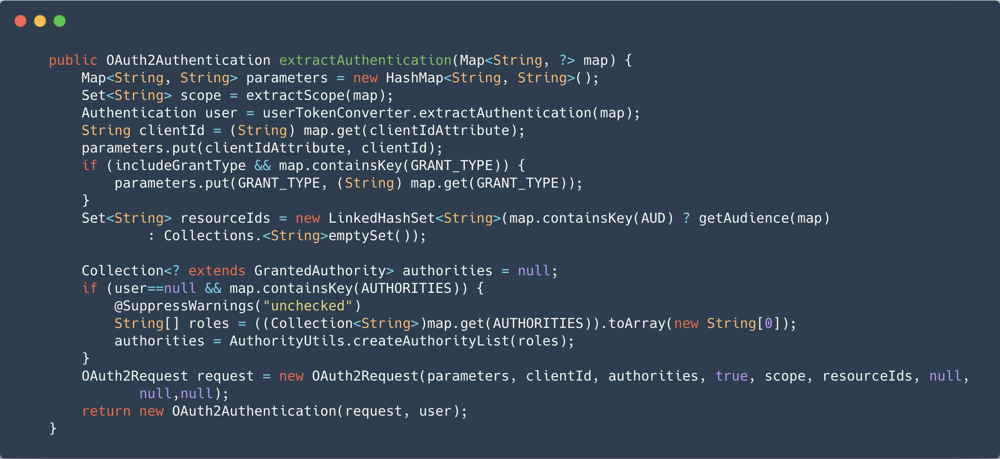 public OAuth2Authentication extractAuthentication(Map<String, ?> map) {
    Map<String, String> parameters = new HashMap<String, String>();
    Set<String> scope = extractScope(map);
    Authentication user = userTokenConverter.extractAuthentication(map);
    String clientId = (String) map.get(clientIdAttribute);
    parameters.put(clientIdAttribute, clientId);
    if (includeGrantType && map.containsKey(GRANT_TYPE)) {
        parameters.put(GRANT_TYPE, (String) map.get(GRANT_TYPE));
    }
    Set<String> resourceIds = new LinkedHashSet<String>(map.containsKey(AUD) ? getAudience(map)
            : Collections.<String>emptySet());

    Collection<? extends GrantedAuthority> authorities = null;
    if (user==null && map.containsKey(AUTHORITIES)) {
        @SuppressWarnings("unchecked")
        String[] roles = ((Collection<String>)map.get(AUTHORITIES)).toArray(new String[0]);
        authorities = AuthorityUtils.createAuthorityList(roles);
    }
    OAuth2Request request = new OAuth2Request(parameters, clientId, authorities, true, scope, resourceIds, null,
           null,null);
    return new OAuth2Authentication(request, user);
}